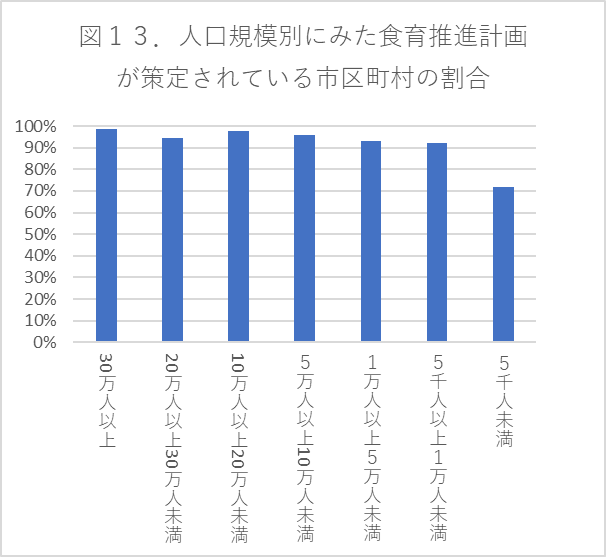 図１３．人口規模別にみた食育推進計画
が策定されている市区町村の割合
100%
90%
80%
70%
60%
50%
40%
30%
20%
10%
0%
30万人以上
20万人以上30万人未満
10万人以上20万人未満
５万人以上10万人未満
１万人以上５万人未満
５千人以上１万人未満
５千人未満